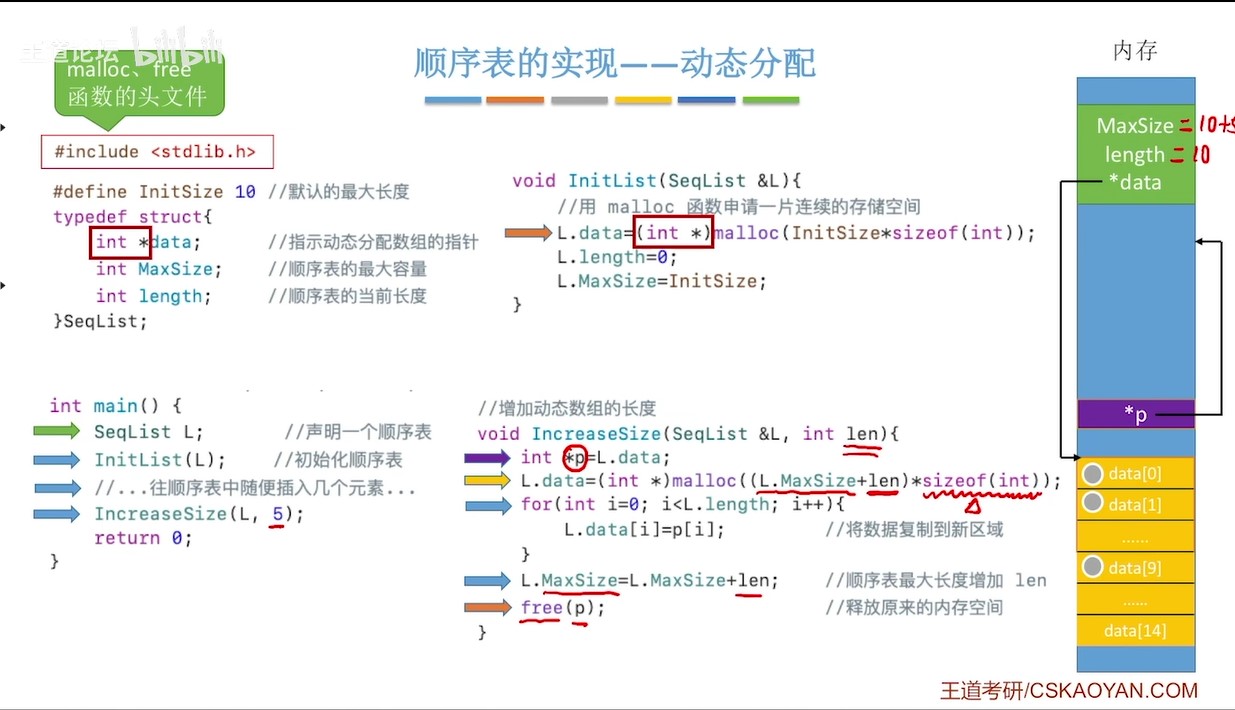 王道论坛 bilibili
malloc、free
函数的头文件
#include <stdlib.h>
顺序表的实现——动态分配
#define InitSize 10 //默认的最大长度
typedef struct{
int *data; //指示动态分配数组的指针
int MaxSize; //顺序表的最大容量
int length; //顺序表的当前长度
}SeqList;
void InitList(SeqList &L){
//用 malloc 函数申请一片连续的存储空间
L.data=(int *)malloc(InitSize*sizeof(int));
L.length=0;
L.MaxSize=InitSize;
}
int main() {
SeqList L; //声明一个顺序表
InitList(L); //初始化顺序表
//...往顺序表中随便插入几个元素...
IncreaseSize(L, 5);
return 0;
}
//增加动态数组的长度
void IncreaseSize(SeqList &L, int len){
int *p=L.data;
L.data=(int *)malloc((L.MaxSize+len)*sizeof(int));
for(int i=0; i<L.length; i++){
L.data[i]=p[i]; //将数据复制到新区域
}
L.MaxSize=L.MaxSize+len; //顺序表最大长度增加 len
free(p); //释放原来的内存空间
}
内存
MaxSize = 10+5
length = 10
*data
*p
data[0]
data[1]
......
data[9]
......
data[14]
王道考研/CSKAOYAN.COM